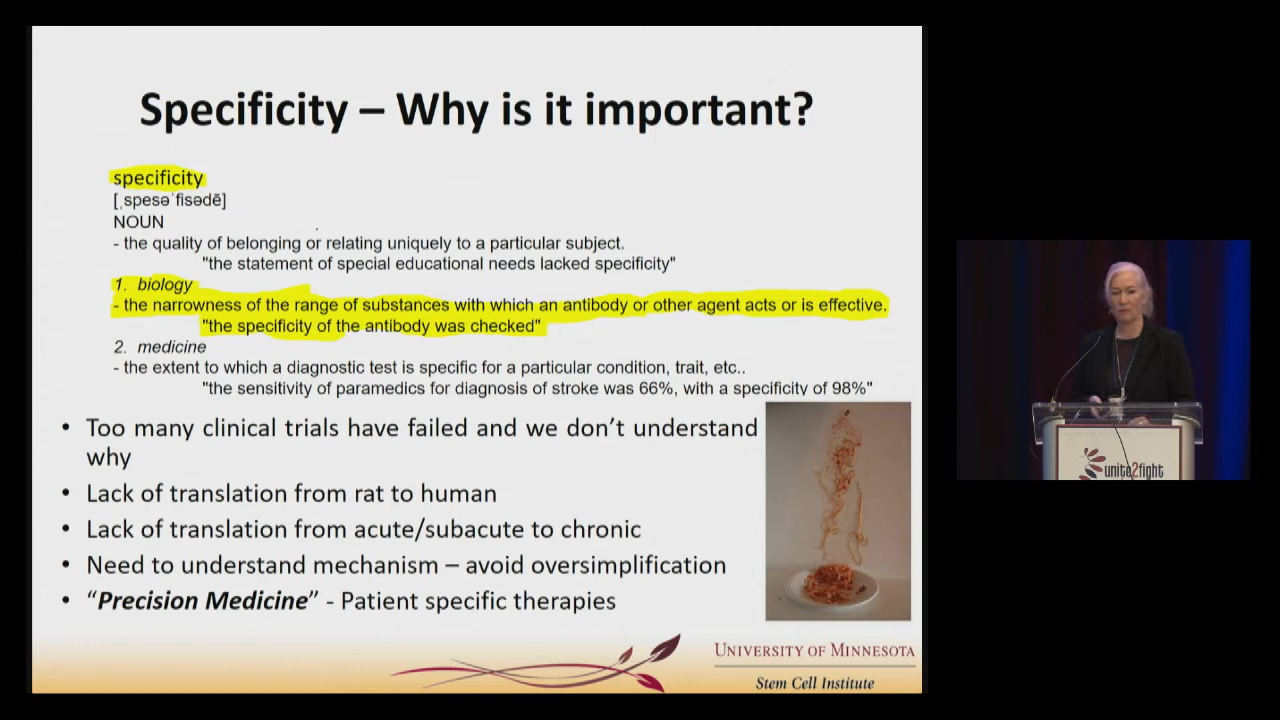 Specificity – Why is it important?
specificity
[ˌspesəˈfisədē]
NOUN
- the quality of belonging or relating uniquely to a particular subject.
"the statement of special educational needs lacked specificity"
1. biology
- the narrowness of the range of substances with which an antibody or other agent acts or is effective.
"the specificity of the antibody was checked"
2. medicine
- the extent to which a diagnostic test is specific for a particular condition, trait, etc..
"the sensitivity of paramedics for diagnosis of stroke was 66%, with a specificity of 98%"
• Too many clinical trials have failed and we don't understand
why
• Lack of translation from rat to human
• Lack of translation from acute/subacute to chronic
• Need to understand mechanism – avoid oversimplification
• “Precision Medicine” - Patient specific therapies
UNIVERSITY OF MINNESOTA
Stem Cell Institute
unite2fight